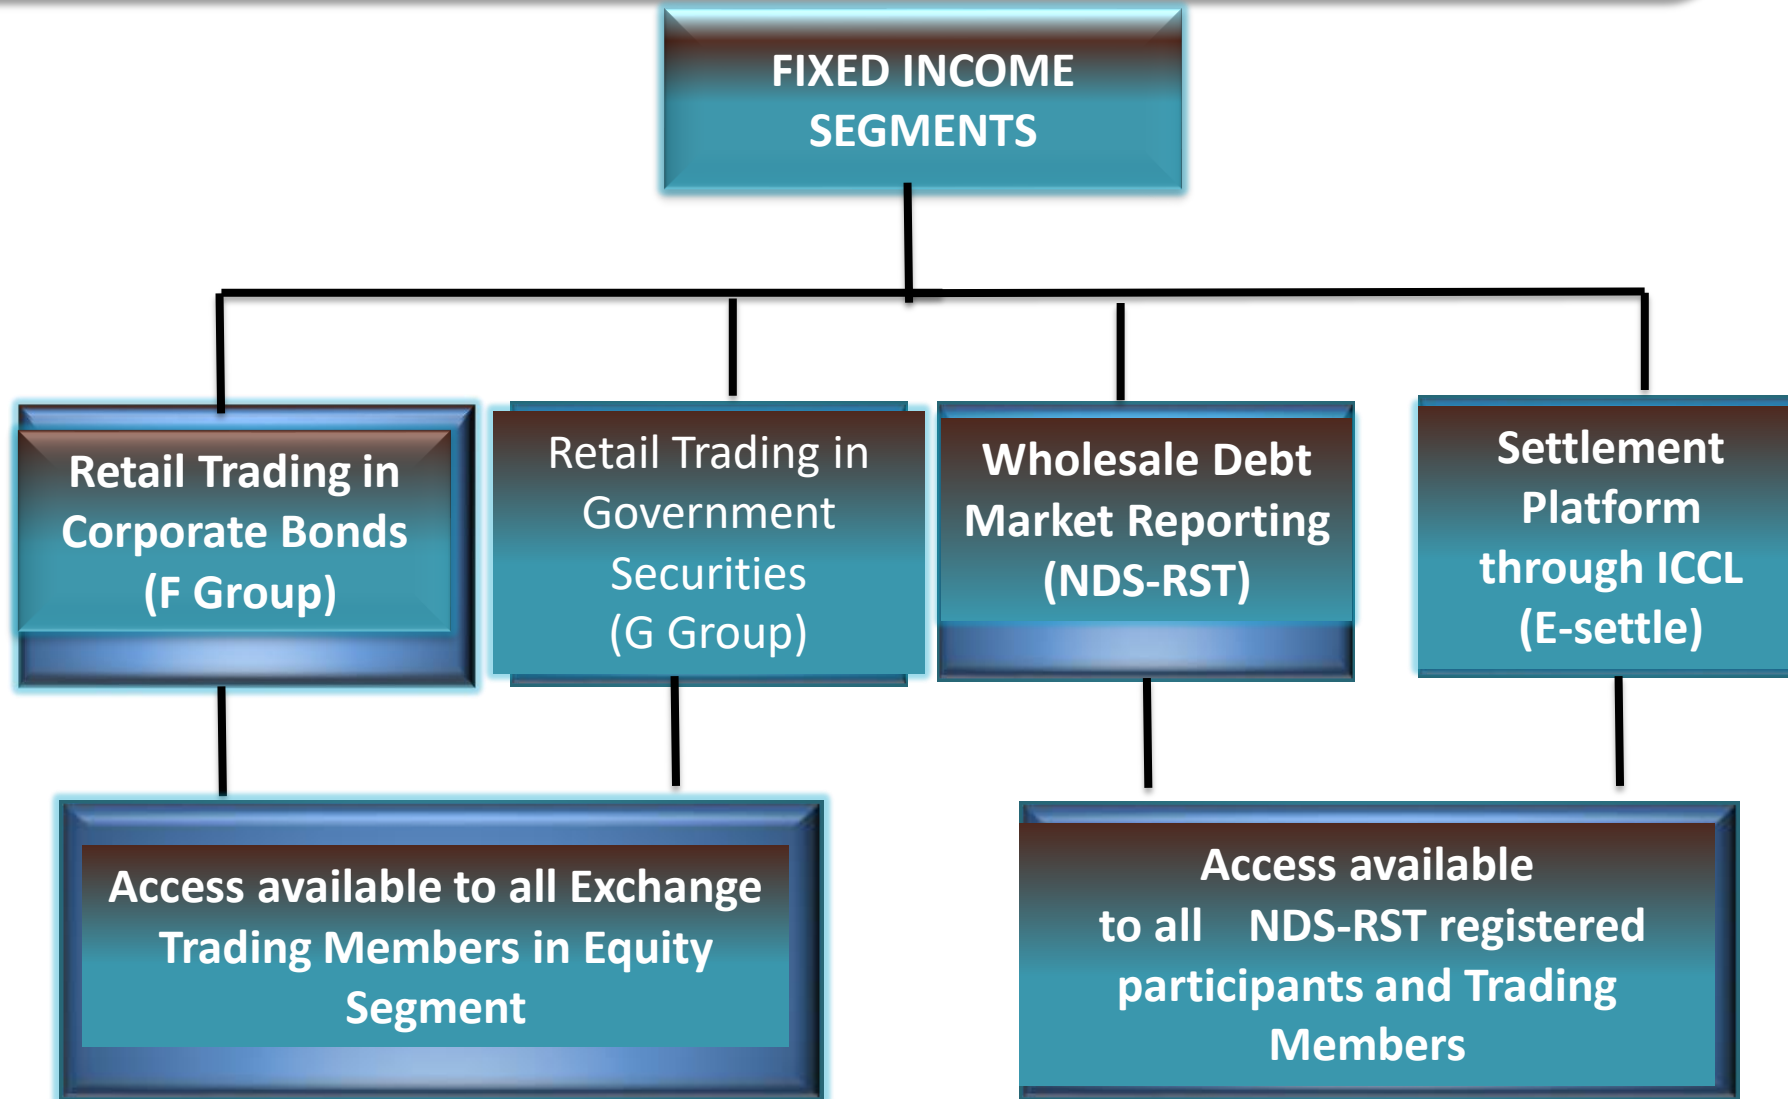 FIXED INCOME
SEGMENTS
Retail Trading in
Corporate Bonds
(F Group)
Retail Trading in
Government
Securities
(G Group)
Wholesale Debt
Market Reporting
(NDS-RST)
Settlement
Platform
through ICCL
(E-settle)
Access available to all Exchange
Trading Members in Equity
Segment
Access available
to all NDS-RST registered
participants and Trading
Members